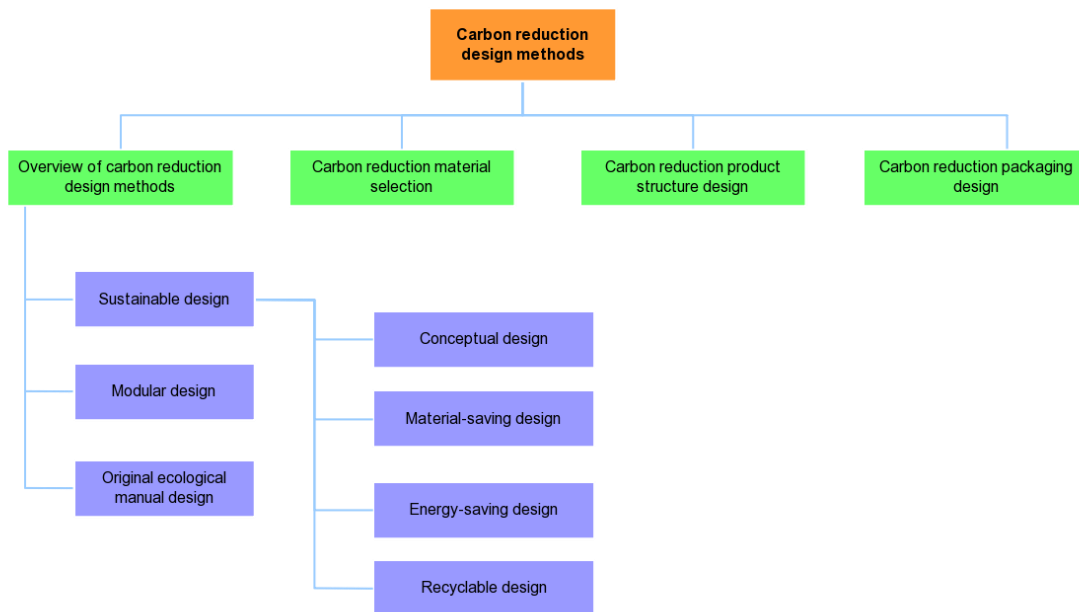 Carbon reduction
design methods
Overview of carbon reduction
design methods
Carbon reduction material
selection
Carbon reduction product
structure design
Carbon reduction packaging
design
Sustainable design
Modular design
Original ecological
manual design
Conceptual design
Material-saving design
Energy-saving design
Recyclable design